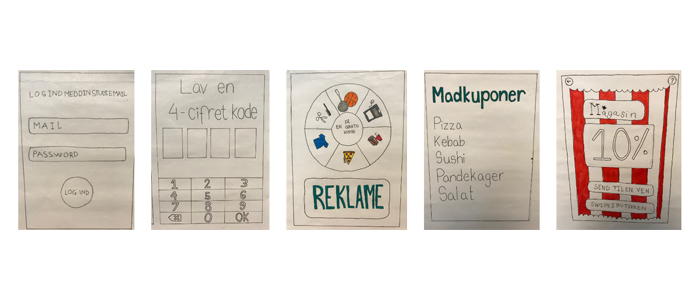 LOG IND MED DIN STUDIEMAIL
MAIL
PASSWORD
LOG IND
Lav en
4-cifret kode
1 2 3
4 5 6
7 8 9
0 OK
REKLAME
Madkuponer
Pizza
Kebab
Sushi
Pandekager
Salat
?
Magasin
10%
SEND TIL EN VEN
SWIPE I BUTIKKEN